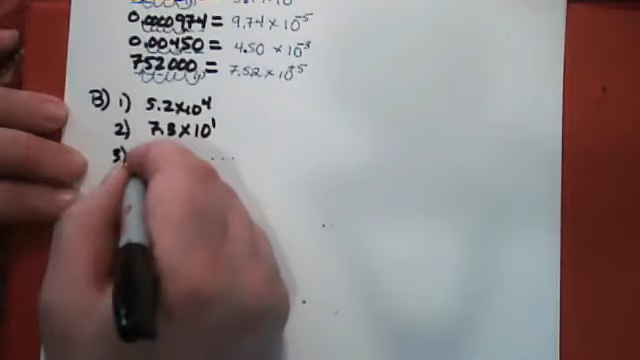 0.0000974 = 9.74 × 10⁻⁵
0.00450 = 4.50 × 10⁻³
752000 = 7.52 × 10⁵
B) 1) 5.2×10⁴
2) 7.3×10¹
3)